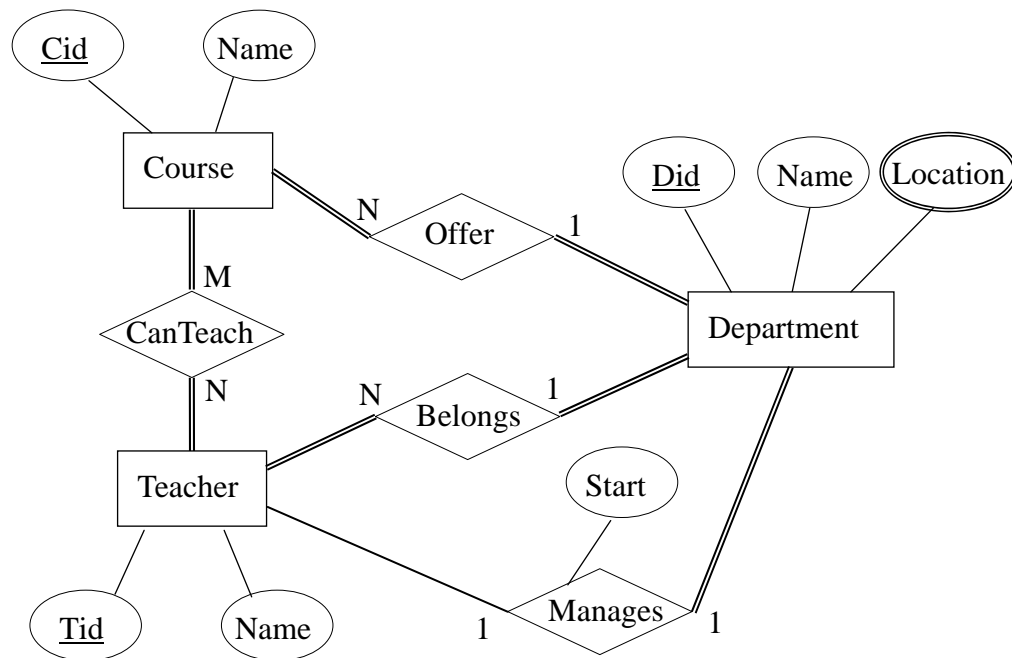 Cid
Name
Course
Did
Name
Location
N
Offer
1
M
CanTeach
N
Department
N
Belongs
1
Teacher
Start
Tid
Name
1
Manages
1